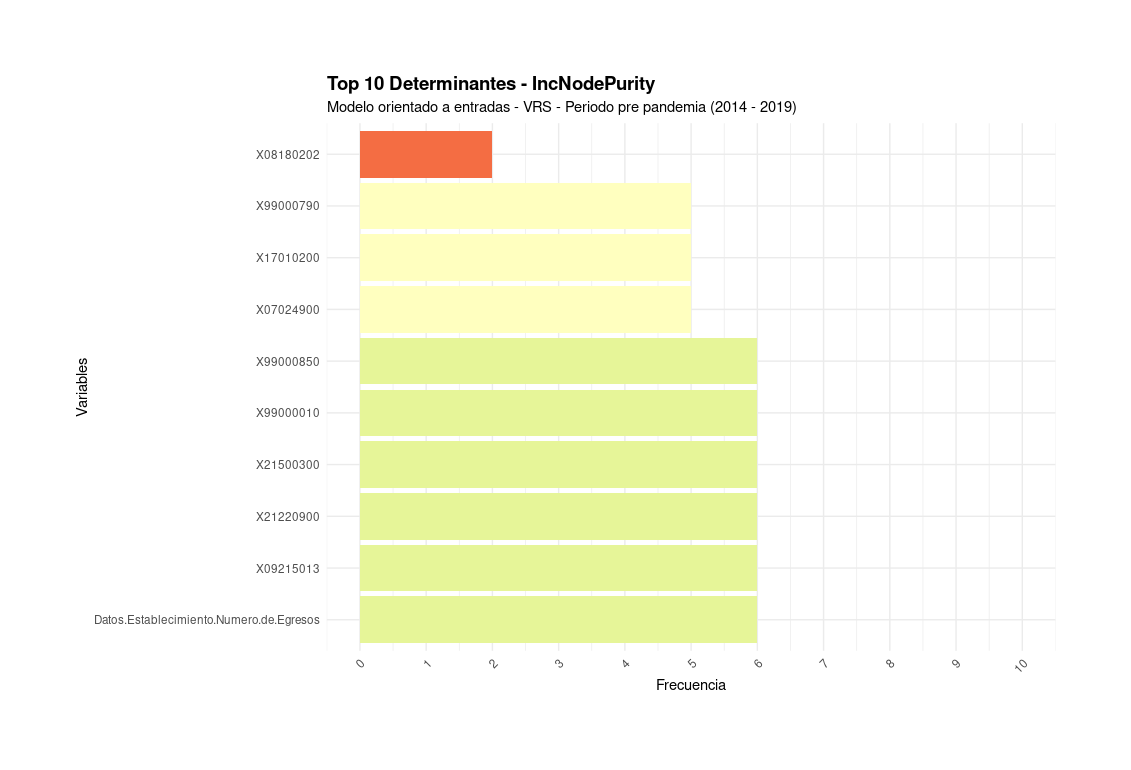 Top 10 Determinantes - IncNodePurity
Modelo orientado a entradas - VRS - Periodo pre pandemia (2014 - 2019)
Variables
X08180202
X99000790
X17010200
X07024900
X99000850
X99000010
X21500300
X21220900
X09215013
Datos.Establecimiento.Numero.de.Egresos
0 1 2 3 4 5 6 7 8 9 10
Frecuencia